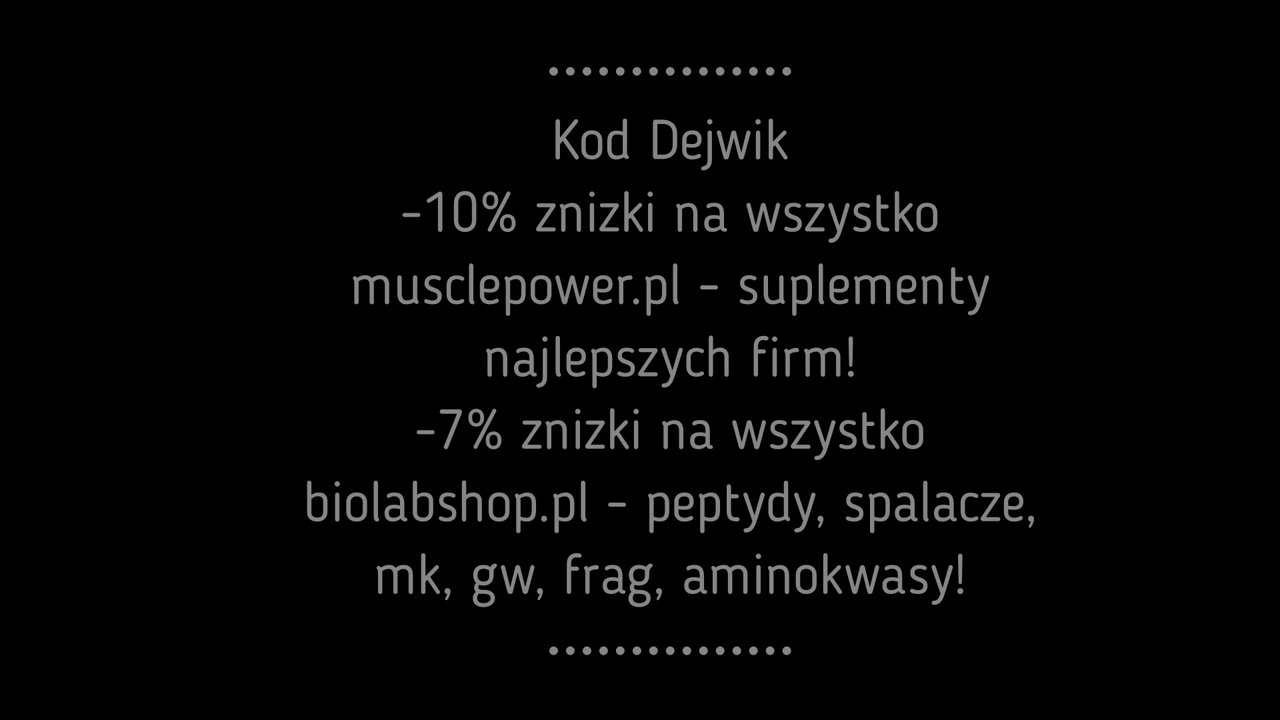 Kod Dejwik
-10% znizki na wszystko
musclepower.pl - suplementy
najlepszych firm!
-7% znizki na wszystko
biolabshop.pl - peptydy, spalacze,
mk, gw, frag, aminokwasy!